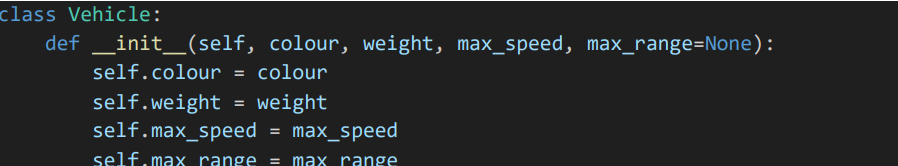 class Vehicle:
    def __init__(self, colour, weight, max_speed, max_range=None):
        self.colour = colour
        self.weight = weight
        self.max_speed = max_speed
        self.max_range = max_range